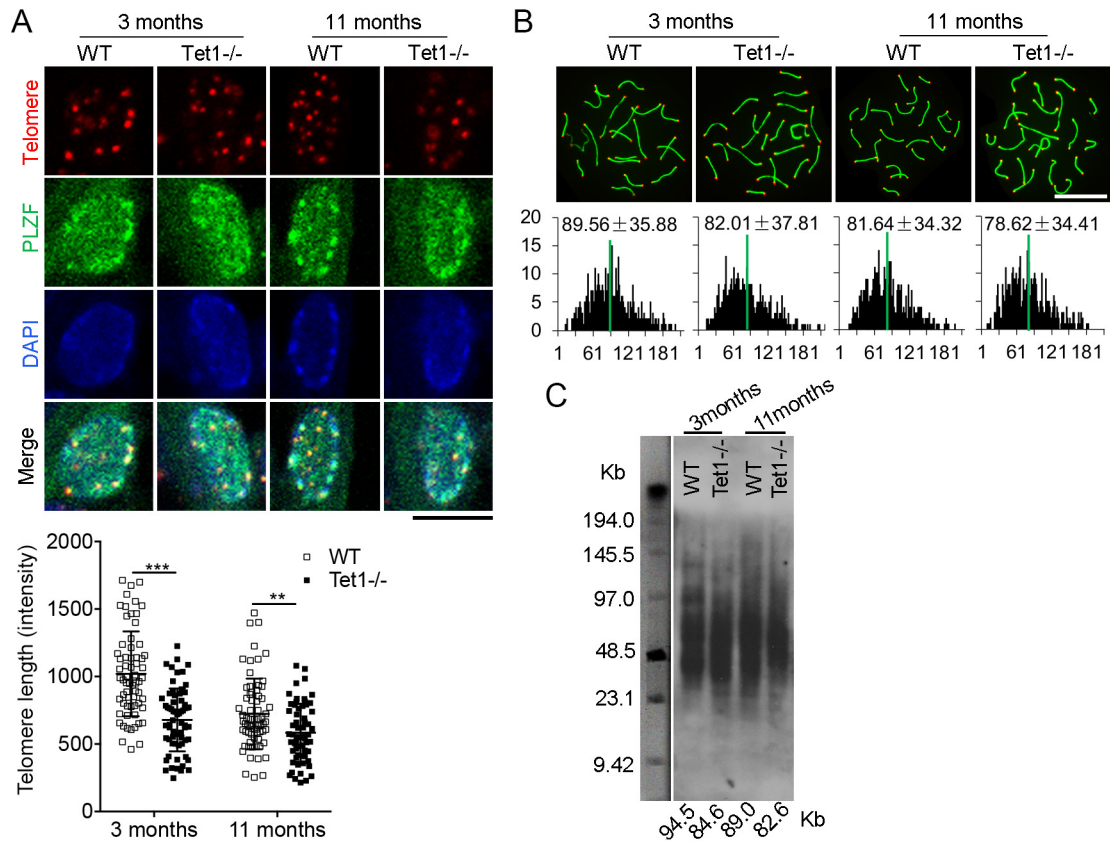 A
3 months
11 months
WT
Tet1-/-
WT
Tet1-/-
Telomere
PLZF
DAPI
Merge
Telomere length (intensity)
2000
1500
1000
500
0
WT
Tet1-/-
***
**
3 months
11 months
B
3 months
11 months
WT
Tet1-/-
WT
Tet1-/-
20
15
10
5
0
89.56±35.88
82.01±37.81
81.64±34.32
78.62±34.41
1 61 121 181
1 61 121 181
1 61 121 181
1 61 121 181
C
3months
11months
Kb
WT
Tet1-/-
WT
Tet1-/-
194.0
145.5
97.0
48.5
23.1
9.42
94.5 84.6 89.0 82.6 Kb